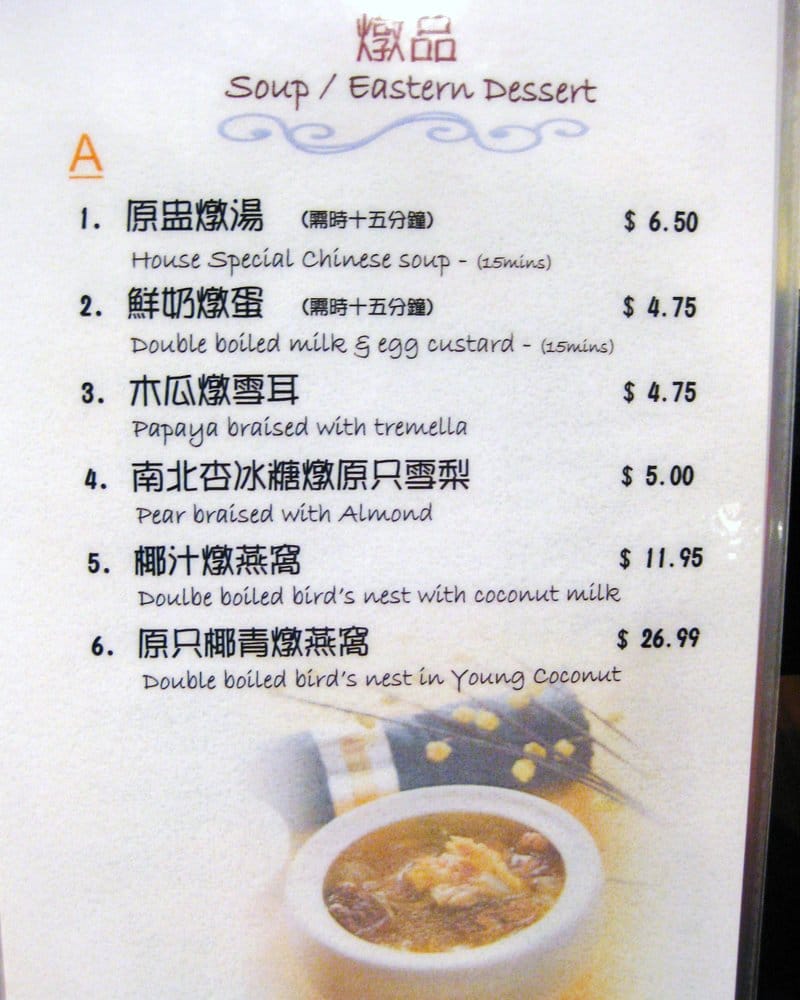 燉品
Soup / Eastern Dessert
A
1. 原盅燉湯 (需時十五分鐘) $ 6.50
House Special Chinese soup - (15mins)
2. 鮮奶燉蛋 (需時十五分鐘) $ 4.75
Double boiled milk & egg custard - (15mins)
3. 木瓜燉雪耳 $ 4.75
Papaya braised with tremella
4. 南北杏冰糖燉原只雪梨 $ 5.00
Pear braised with Almond
5. 椰汁燉燕窩 $ 11.95
Doulbe boiled bird's nest with coconut milk
6. 原只椰青燉燕窩 $ 26.99
Double boiled bird's nest in Young Coconut